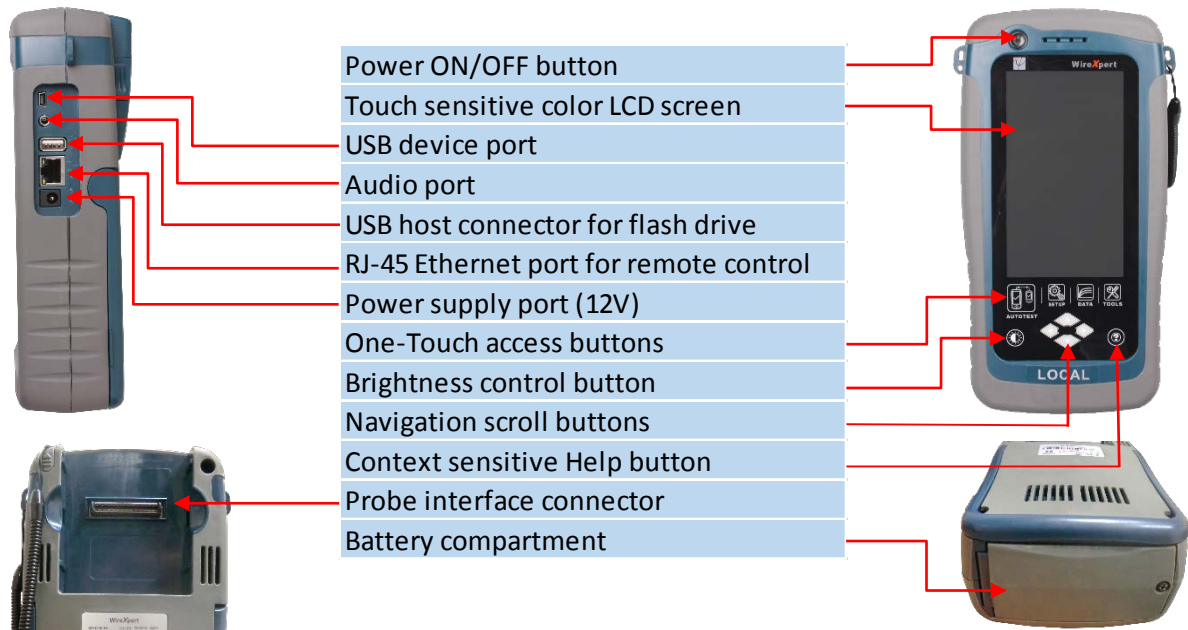 Power ON/OFF button
Touch sensitive color LCD screen
USB device port
Audio port
USB host connector for flash drive
RJ-45 Ethernet port for remote control
Power supply port (12V)
One-Touch access buttons
Brightness control button
Navigation scroll buttons
Context sensitive Help button
Probe interface connector
Battery compartment
WireXpert
AUTOTEST
SETUP
DATA
TOOLS
LOCAL
WireXpert